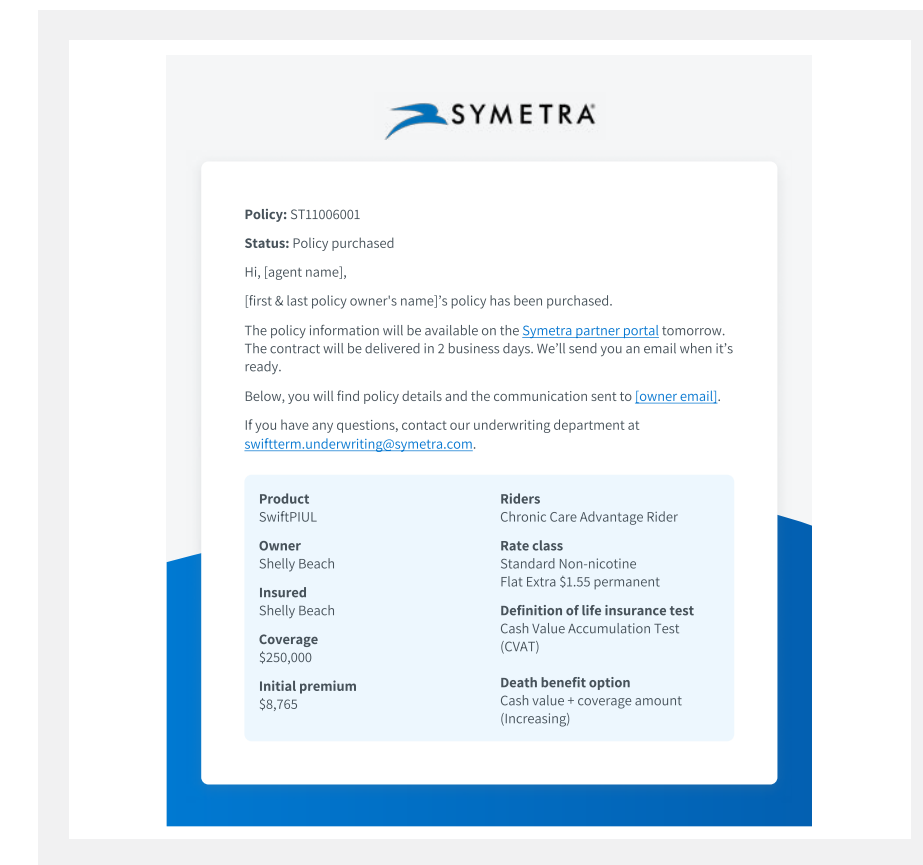 SYMETRA®
Policy: ST11006001
Status: Policy purchased
Hi, [agent name],
[first & last policy owner's name]’s policy has been purchased.
The policy information will be available on the Symetra partner portal tomorrow.
The contract will be delivered in 2 business days. We’ll send you an email when it’s
ready.
Below, you will find policy details and the communication sent to [owner email].
If you have any questions, contact our underwriting department at
swiftterm.underwriting@symetra.com.
Product
SwiftPIUL
Owner
Shelly Beach
Insured
Shelly Beach
Coverage
$250,000
Initial premium
$8,765
Riders
Chronic Care Advantage Rider
Rate class
Standard Non-nicotine
Flat Extra $1.55 permanent
Definition of life insurance test
Cash Value Accumulation Test
(CVAT)
Death benefit option
Cash value + coverage amount
(Increasing)